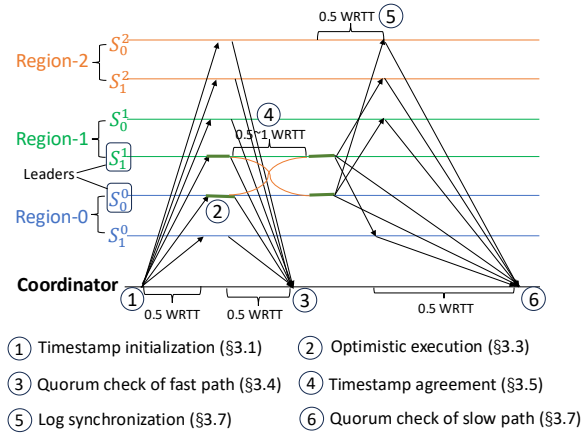 0.5 WRTT ⑤
Region-2 S₀² S₁²
④
0.5~1 WRTT
Region-1 S₀¹ S₁¹
Leaders
②
Region-0 S₀⁰ S₁⁰
Coordinator
① 0.5 WRTT 0.5 WRTT ③ 0.5 WRTT ⑥
① Timestamp initialization (§3.1) ② Optimistic execution (§3.3)
③ Quorum check of fast path (§3.4) ④ Timestamp agreement (§3.5)
⑤ Log synchronization (§3.7) ⑥ Quorum check of slow path (§3.7)